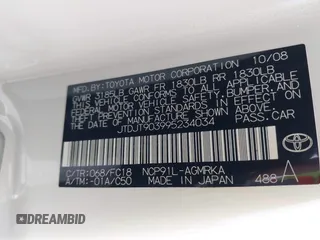 10/08
MFD.BY:TOYOTA MOTOR CORPORATION
GVWR 3185LB GAWR FR 1830LB RR 1830LB
THIS VEHICLE CONFORMS TO ALL APPLICABLE
FEDERAL MOTOR VEHICLE SAFETY, BUMPER, AND
THEFT PREVENTION STANDARDS IN EFFECT ON
THE DATE OF MANUFACTURE SHOWN ABOVE.
JTDJT903995234034
PASS.CAR
TOYOTA
C/TR:068/FC18 NCP91L-AGMRKA
A/TM:-01A/C50 MADE IN JAPAN
488 A
DREAMBID